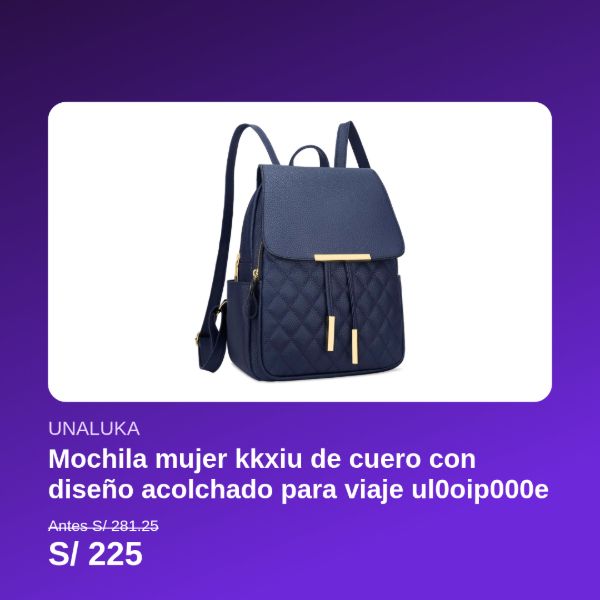 UNALUKA
Mochila mujer kkxiu de cuero con
diseño acolchado para viaje ul0oip000e
Antes S/ 281.25
S/ 225